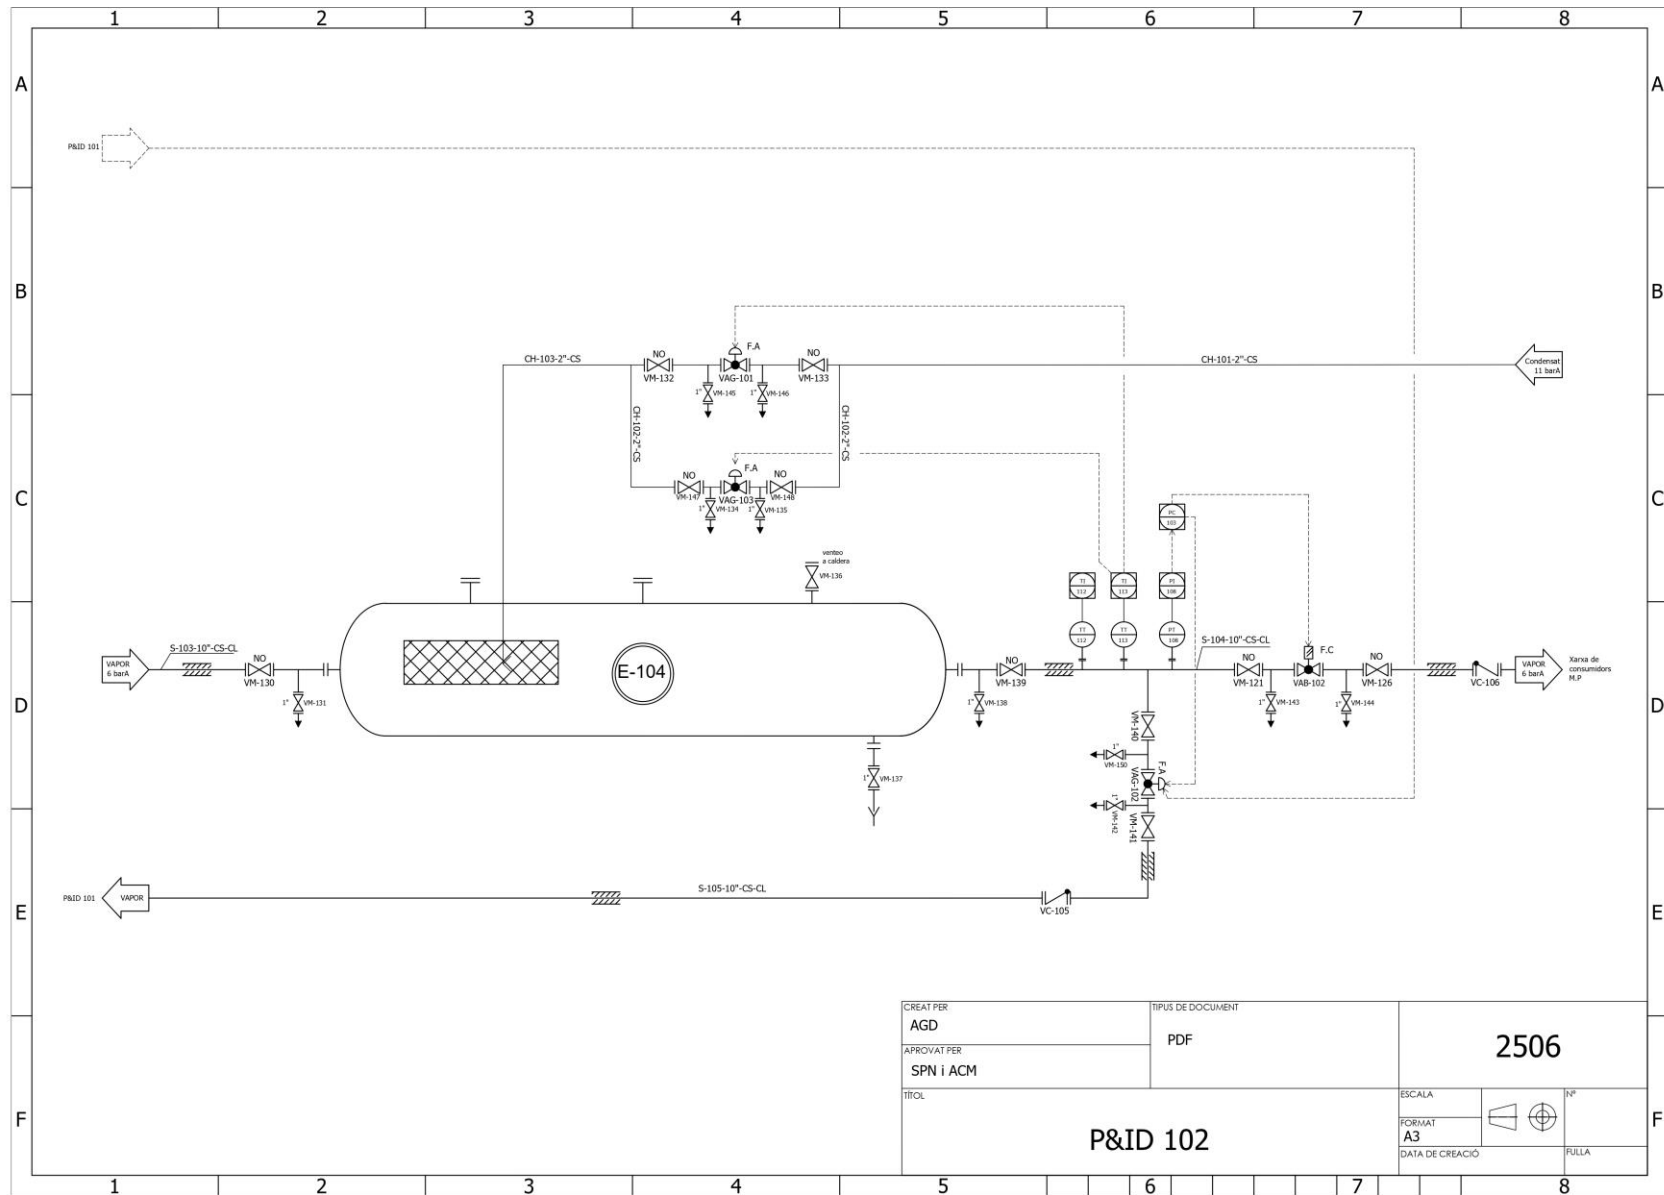 1 2 3 4 5 6 7 8
A A
P&ID 101
B B
F.A
NO NO
CH-103-2"-CS
CH-101-2"-CS
VM-132 VAG-101 VM-133
Condensat
11 barA
1" VM-145 1" VM-146
CH-102-2"-CS CH-102-2"-CS
NO F.A NO
C C
VM-147 VAG-103 VM-148
1" VM-134 1" VM-135
PC
103
venteo
a caldera
VM-136
TI
112
TI
113
PI
108
TT
112
TT
113
PT
108
S-103-10"-CS-CL
S-104-10"-CS-CL
VAPOR
6 barA
NO
VM-130
1" VM-131
E-104
NO
VM-139
1" VM-138
NO
VM-121
F.C
VAB-102
NO
VM-126
VC-106
VAPOR
6 barA
Xarxa de
consumidors
M.P
D D
1" VM-143 1" VM-144
VM-140
1"
VM-150
F.A
VAG-102
1" VM-137
1"
VM-142
VM-141
S-105-10"-CS-CL
P&ID 101 VAPOR
VC-105
E E
CREAT PER
AGD
TIPUS DE DOCUMENT
PDF
2506
APROVAT PER
SPN i ACM
TÍTOL
P&ID 102
ESCALA
Nº
FORMAT
A3
DATA DE CREACIÓ
FULLA
F F
1 2 3 4 5 6 7 8